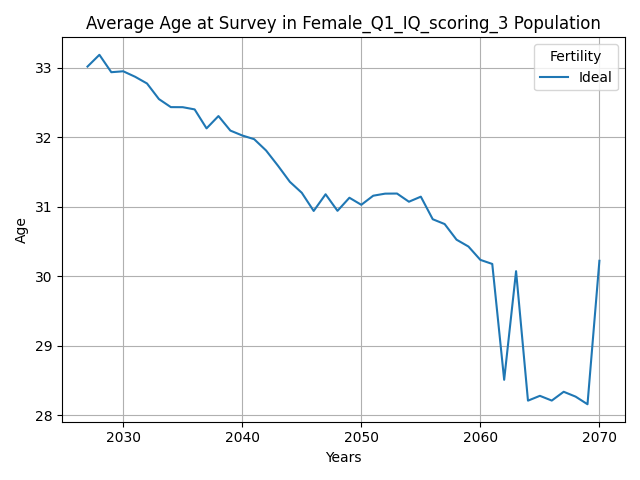 Average Age at Survey in Female_Q1_IQ_scoring_3 Population
Fertility
Ideal
33
32
31
30
29
28
Age
2030 2040 2050 2060 2070
Years